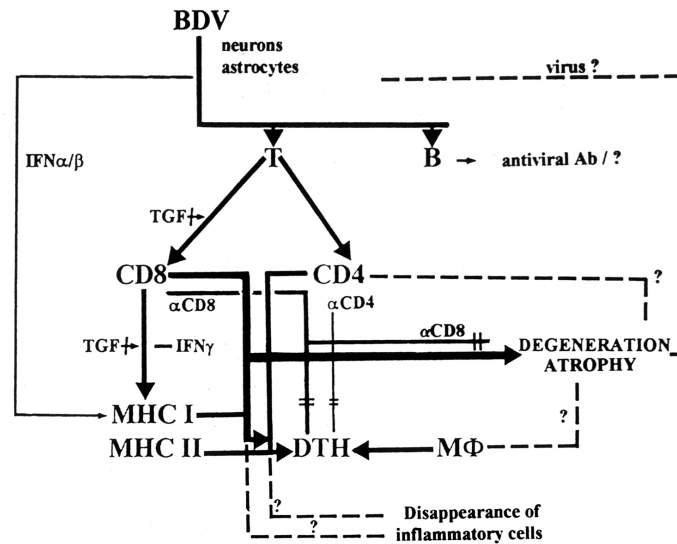 BDV
neurons
astrocytes
virus ?
IFNα/β
T
B
antiviral Ab / ?
TGF
CD8
CD4
?
αCD8
αCD4
αCD8
TGF
IFNγ
DEGENERATION
ATROPHY
MHC I
?
MHC II
DTH
MΦ
?
?
Disappearance of
inflammatory cells